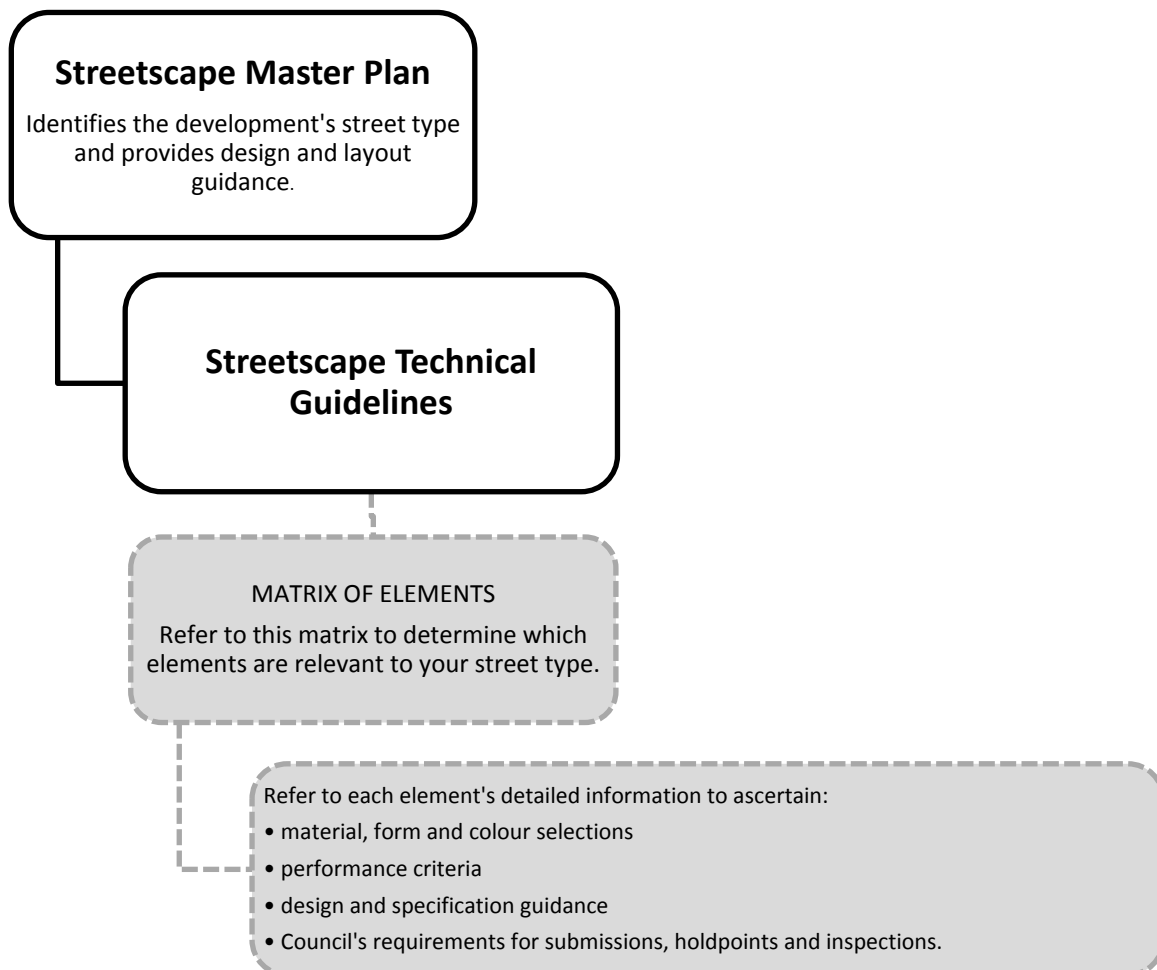 Streetscape Master Plan
Identifies the development's street type
and provides design and layout
guidance.
Streetscape Technical
Guidelines
MATRIX OF ELEMENTS
Refer to this matrix to determine which
elements are relevant to your street type.
Refer to each element's detailed information to ascertain:
• material, form and colour selections
• performance criteria
• design and specification guidance
• Council's requirements for submissions, holdpoints and inspections.